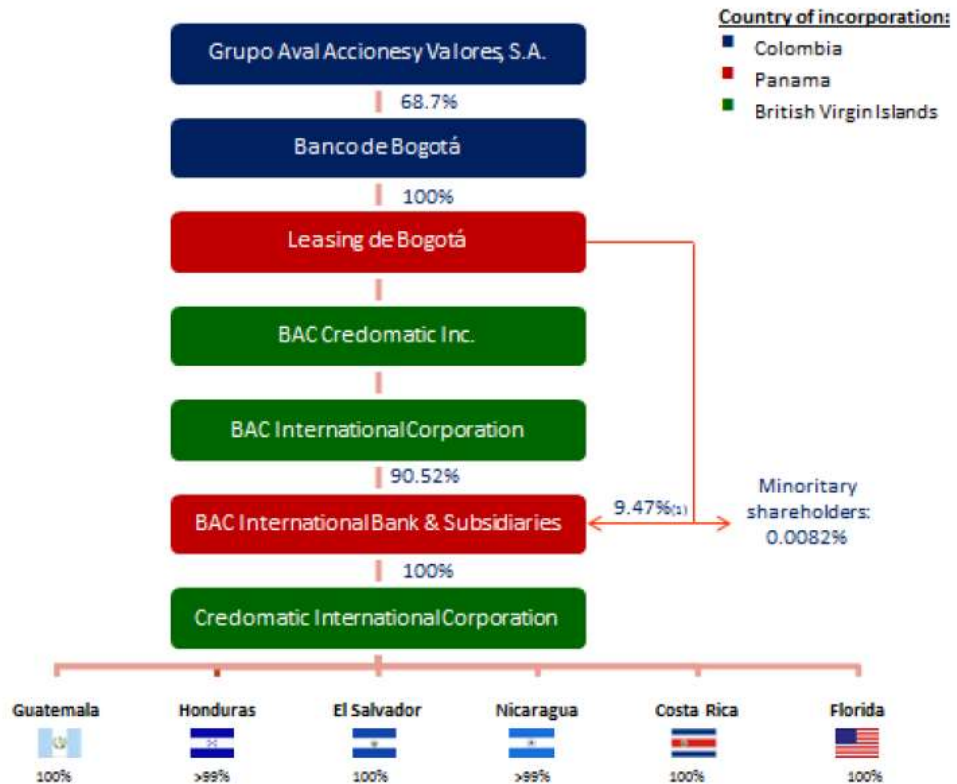 Country of incorporation:
Colombia
Panama
British Virgin Islands
Grupo Aval Acciones y Valores, S.A.
68.7%
Banco de Bogotá
100%
Leasing de Bogotá
BAC Credomatic Inc.
BAC International Corporation
90.52%
BAC International Bank & Subsidiaries
9.47%(1)
Minoritary
shareholders:
0.0082%
100%
Credomatic International Corporation
Guatemala Honduras El Salvador Nicaragua Costa Rica Florida
100% >99% 100% >99% 100% 100%